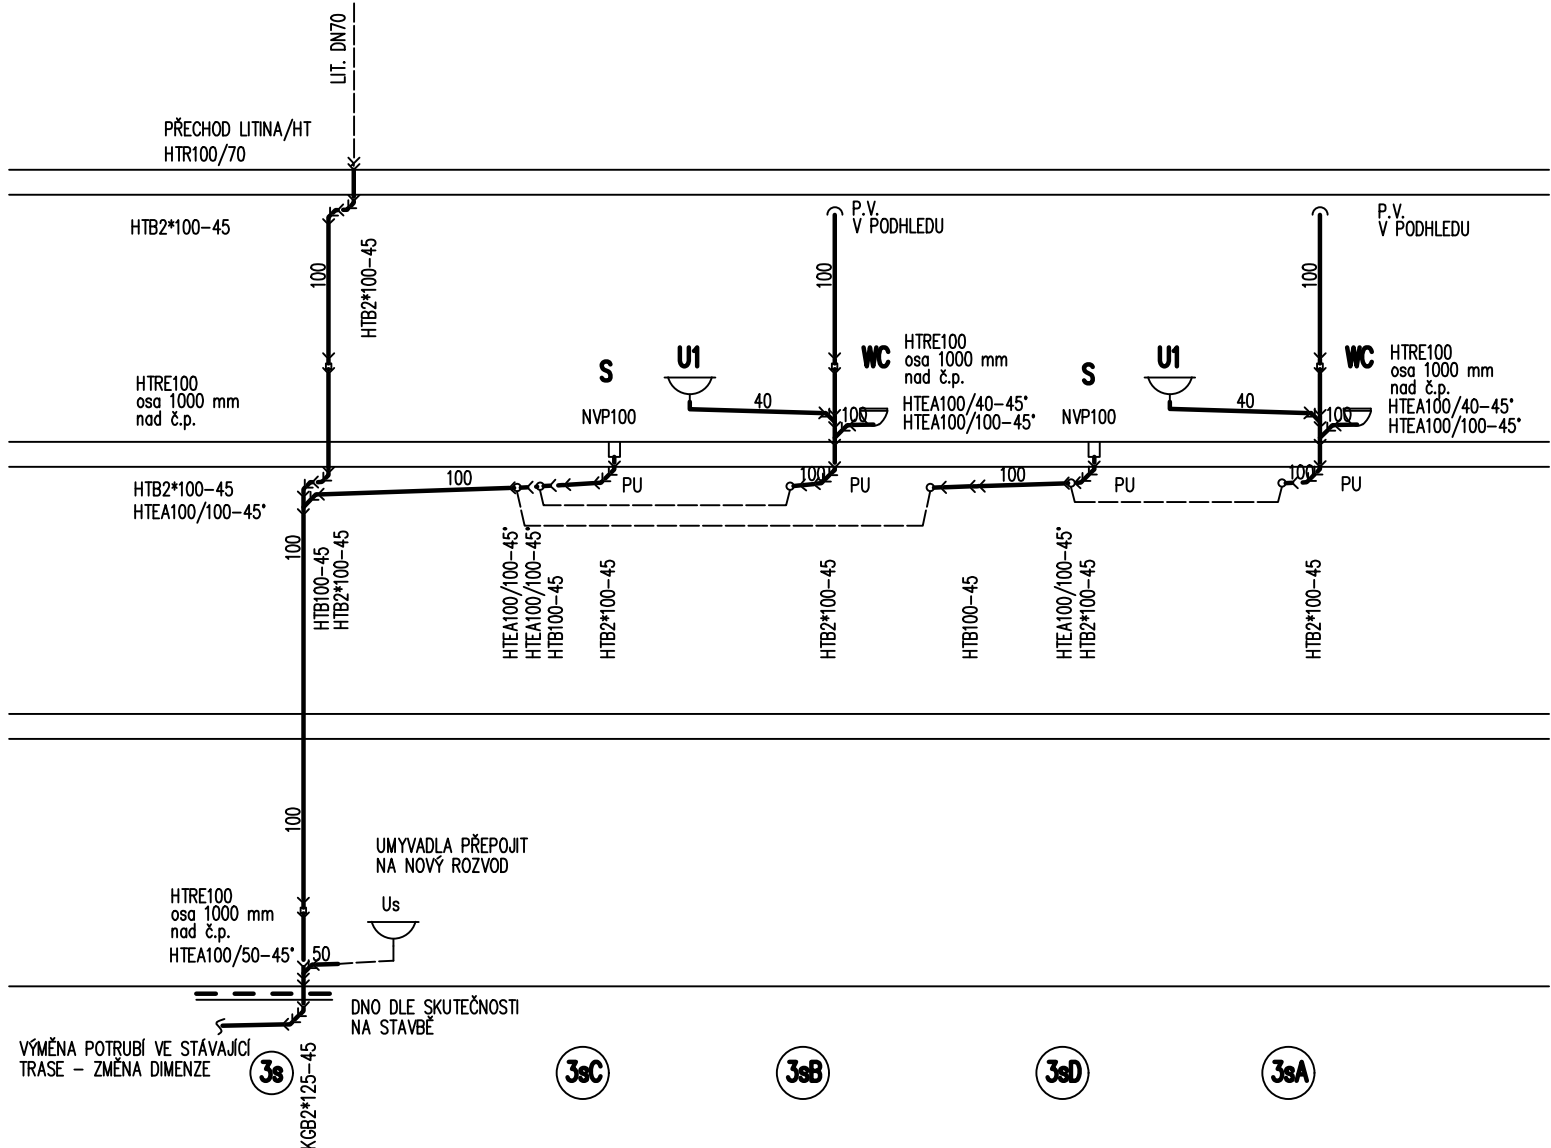 LIT. DN70
PŘECHOD LITINA/HT
HTR100/70
HTB2*100-45
100
HTB2*100-45
P.V.
V PODHLEDU
100
P.V.
V PODHLEDU
100
HTRE100
osa 1000 mm
nad č.p.
S
U1
WC
HTRE100
osa 1000 mm
nad č.p.
HTEA100/40-45°
HTEA100/100-45°
NVP100
40
100
S
U1
WC
HTRE100
osa 1000 mm
nad č.p.
HTEA100/40-45°
HTEA100/100-45°
NVP100
40
100
HTB2*100-45
HTEA100/100-45°
100
PU
100
PU
100
PU
100
PU
100
HTB100-45
HTB2*100-45
HTEA100/100-45°
HTEA100/100-45°
HTB100-45
HTB2*100-45
HTB2*100-45
HTB100-45
HTEA100/100-45°
HTB2*100-45
HTB2*100-45
100
UMYVADLA PŘEPOJIT
NA NOVÝ ROZVOD
HTRE100
osa 1000 mm
nad č.p.
HTEA100/50-45°
50
Us
DNO DLE SKUTEČNOSTI
NA STAVBĚ
VÝMĚNA POTRUBÍ VE STÁVAJÍCÍ
TRASE - ZMĚNA DIMENZE
KGB2*125-45
3s
3sC
3sB
3sD
3sA